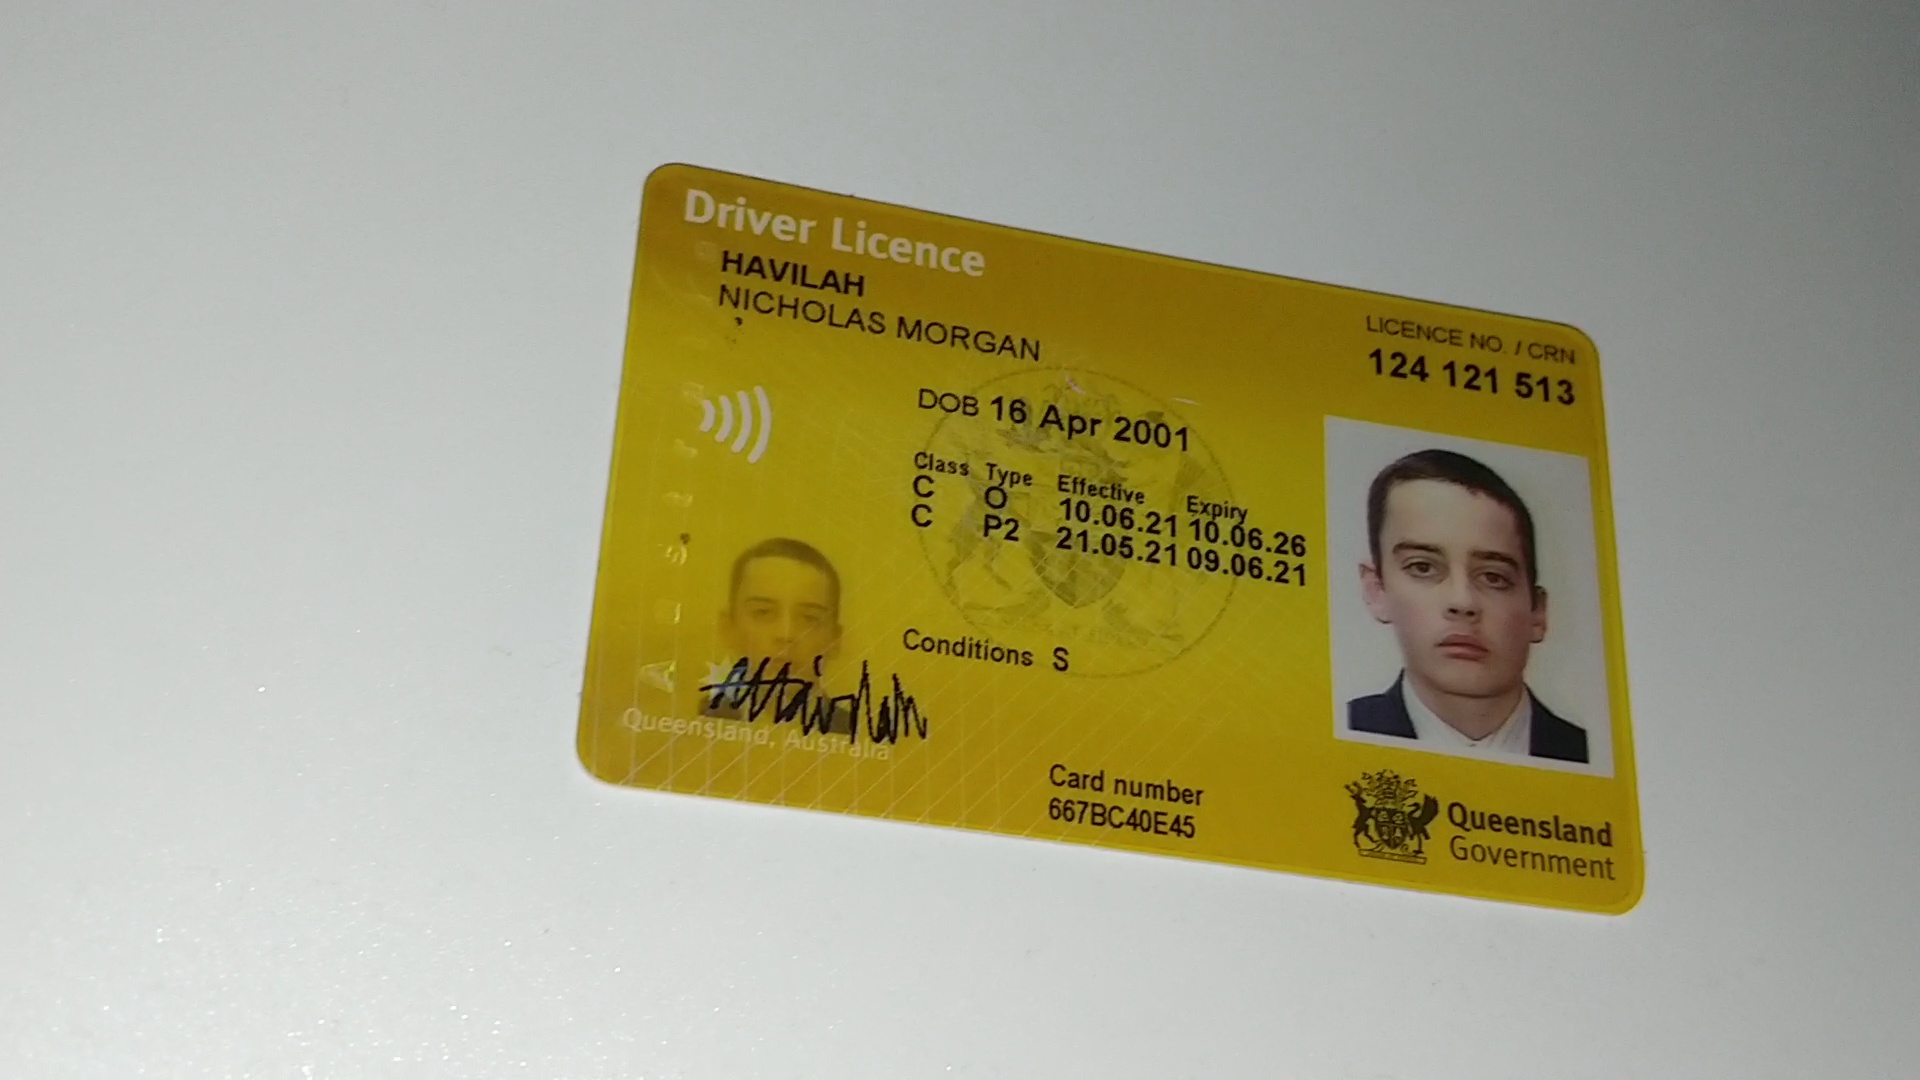 Driver Licence
HAVILAH
NICHOLAS MORGAN
LICENCE NO. / CRN
124 121 513
DOB 16 Apr 2001
Class Type Effective Expiry
C O 10.06.21 10.06.26
C P2 21.05.21 09.06.21
Conditions S
Queensland, Australia
Card number
667BC40E45
Queensland
Government